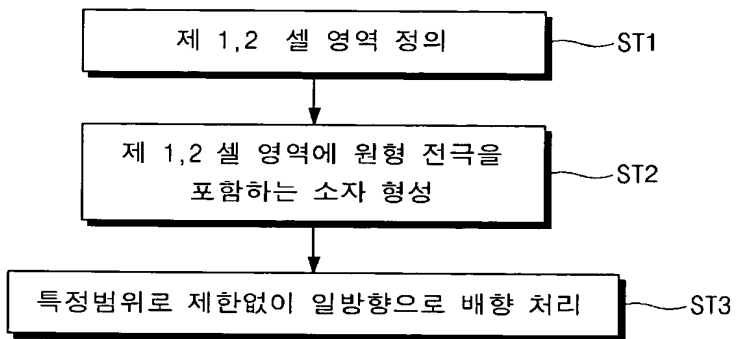 제 1,2 셀 영역 정의
ST1
제 1,2 셀 영역에 원형 전극을
포함하는 소자 형성
ST2
특정범위로 제한없이 일방향으로 배향 처리
ST3